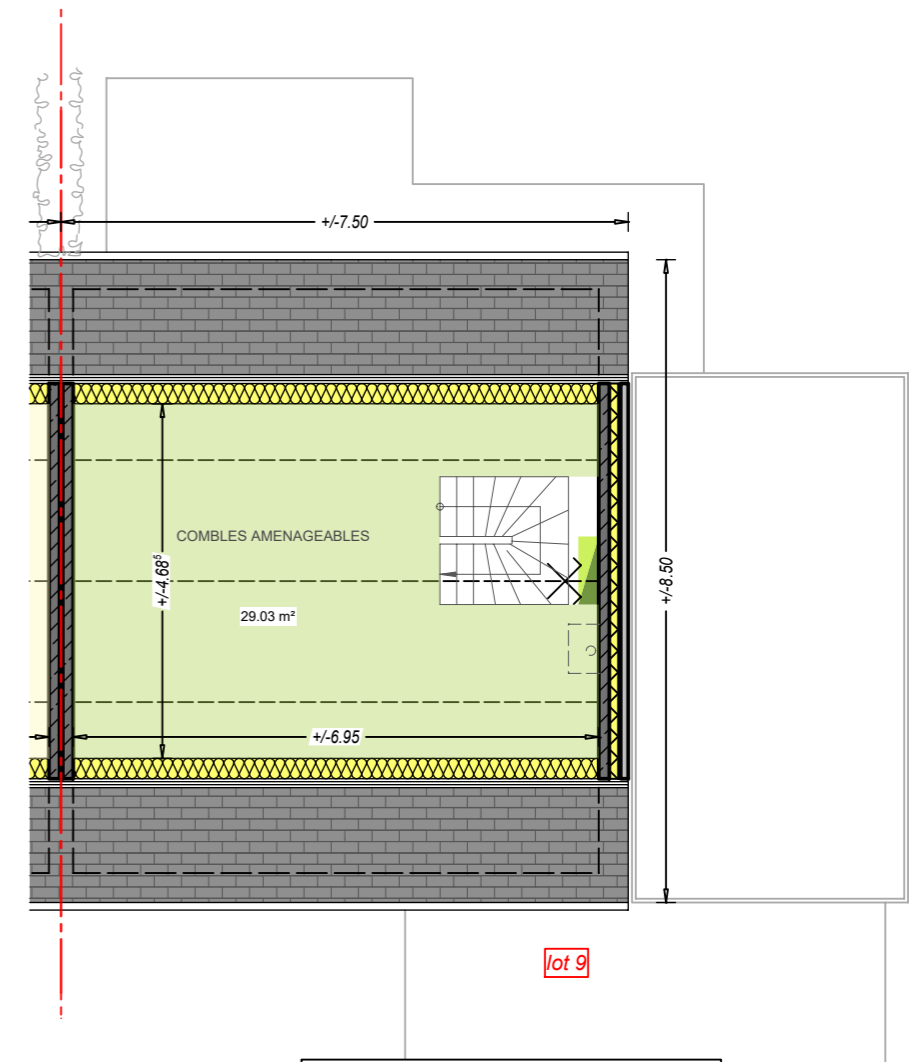 +/-7.50
COMBLES AMENAGEABLES
+/-4.68⁵
+/-8.50
29.03 m²
+/-6.95
lot 9